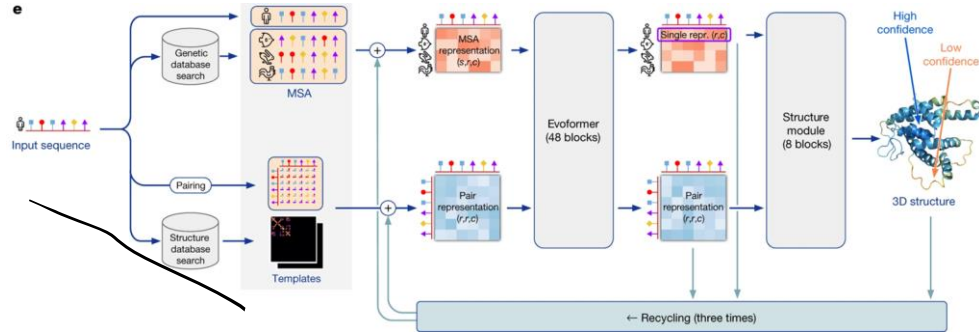 e
Input sequence
Genetic
database
search
Pairing
Structure
database
search
MSA
Templates
+
+
MSA
representation
(s,r,c)
Pair
representation
(r,r,c)
Evoformer
(48 blocks)
Single repr. (r,c)
Pair
representation
(r,r,c)
Structure
module
(8 blocks)
High
confidence
Low
confidence
3D structure
← Recycling (three times)